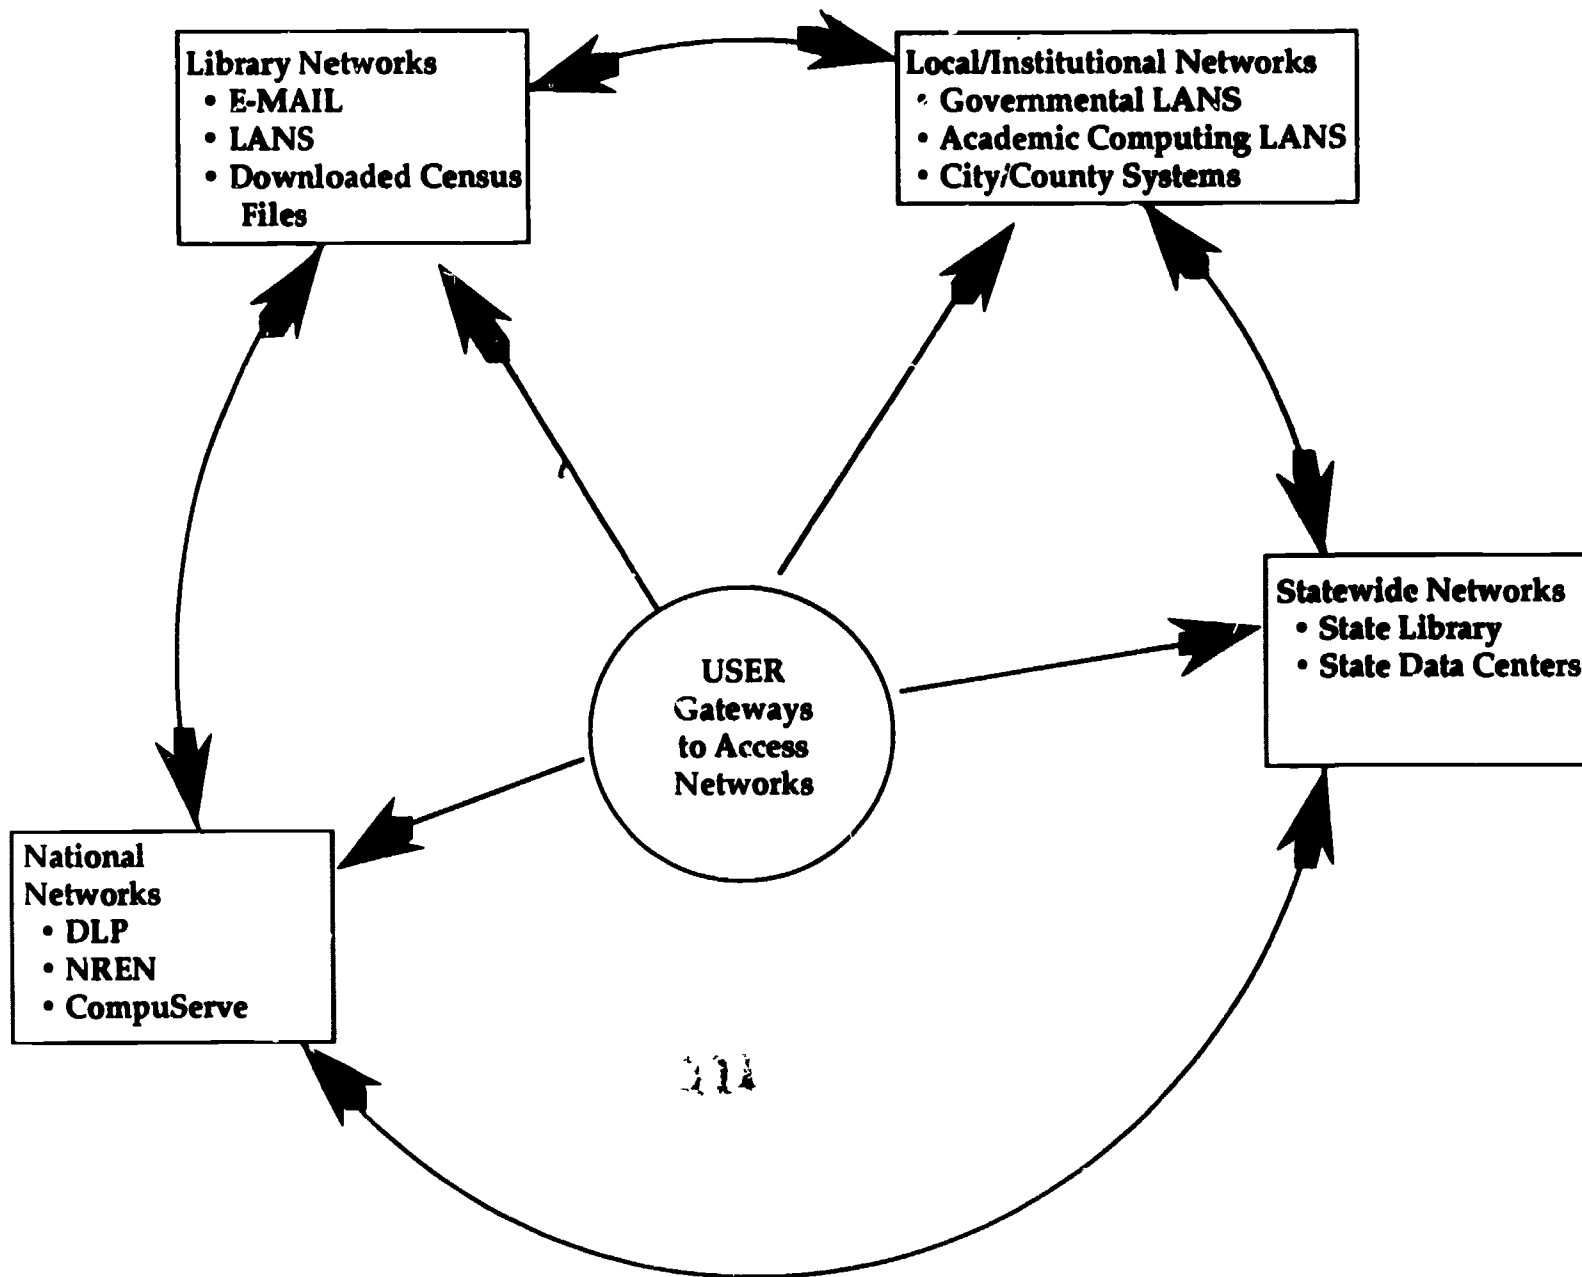 Library Networks
• E-MAIL
• LANS
• Downloaded Census
Files
Local/Institutional Networks
• Governmental LANS
• Academic Computing LANS
• City/County Systems
Statewide Networks
• State Library
• State Data Centers
USER
Gateways
to Access
Networks
National
Networks
• DLP
• NREN
• CompuServe